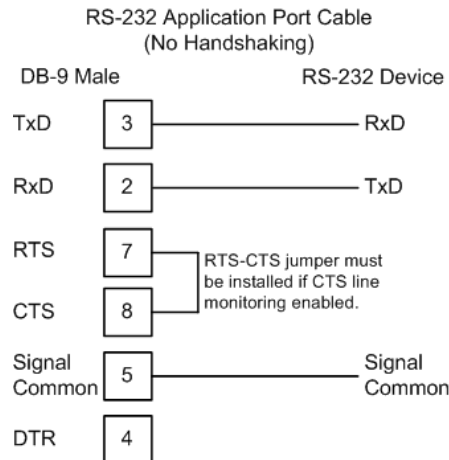 RS-232 Application Port Cable
(No Handshaking)
DB-9 Male
RS-232 Device
TxD
3
RxD
RxD
2
TxD
RTS
7
RTS-CTS jumper must
be installed if CTS line
monitoring enabled.
CTS
8
Signal
Common
5
Signal
Common
DTR
4